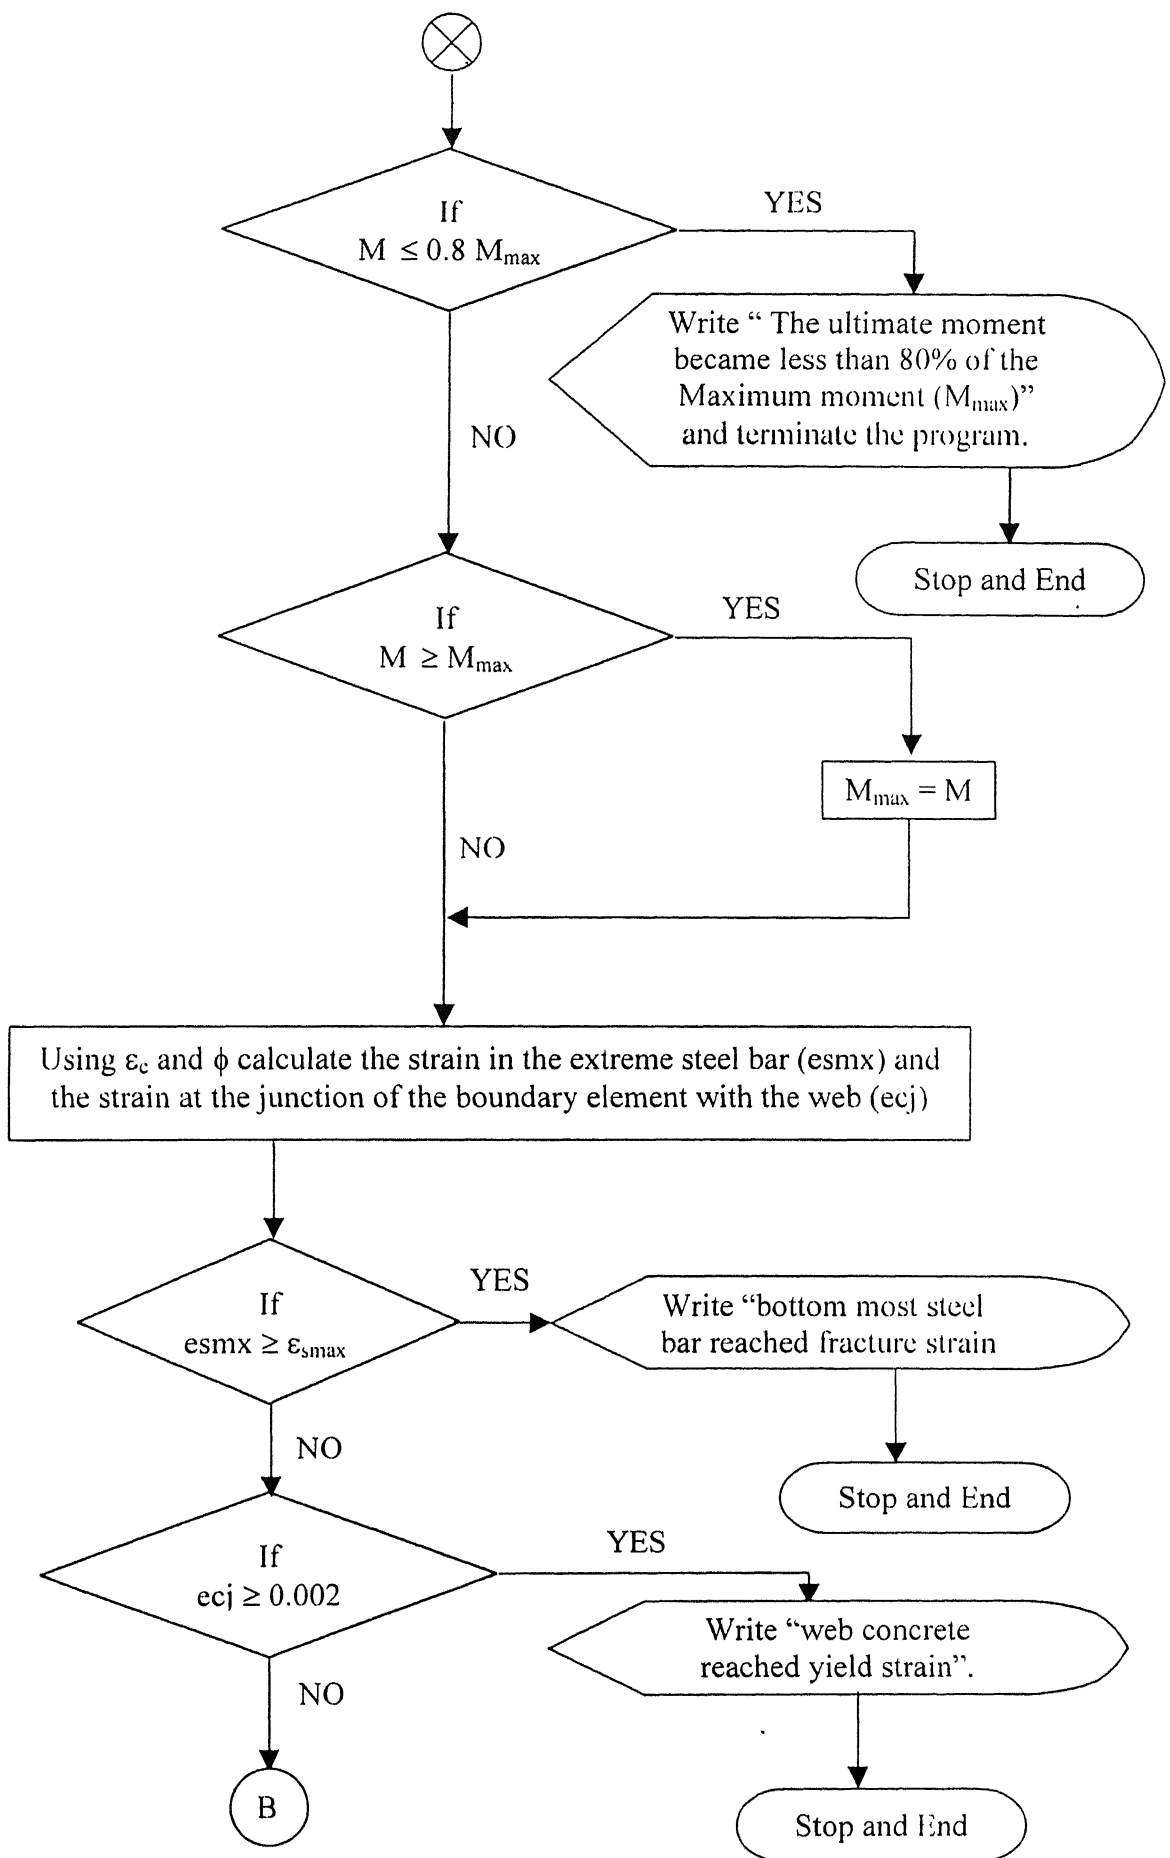 If
M ≤ 0.8 Mmax
YES
Write “ The ultimate moment
became less than 80% of the
Maximum moment (Mmax)”
and terminate the program.
NO
Stop and End
If
M ≥ Mmax
YES
Mmax = M
NO
Using εc and ϕ calculate the strain in the extreme steel bar (esmx) and
the strain at the junction of the boundary element with the web (ecj)
If
esmx ≥ εsmax
YES
Write “bottom most steel
bar reached fracture strain
NO
Stop and End
If
ecj ≥ 0.002
YES
Write “web concrete
reached yield strain”.
NO
B
Stop and End